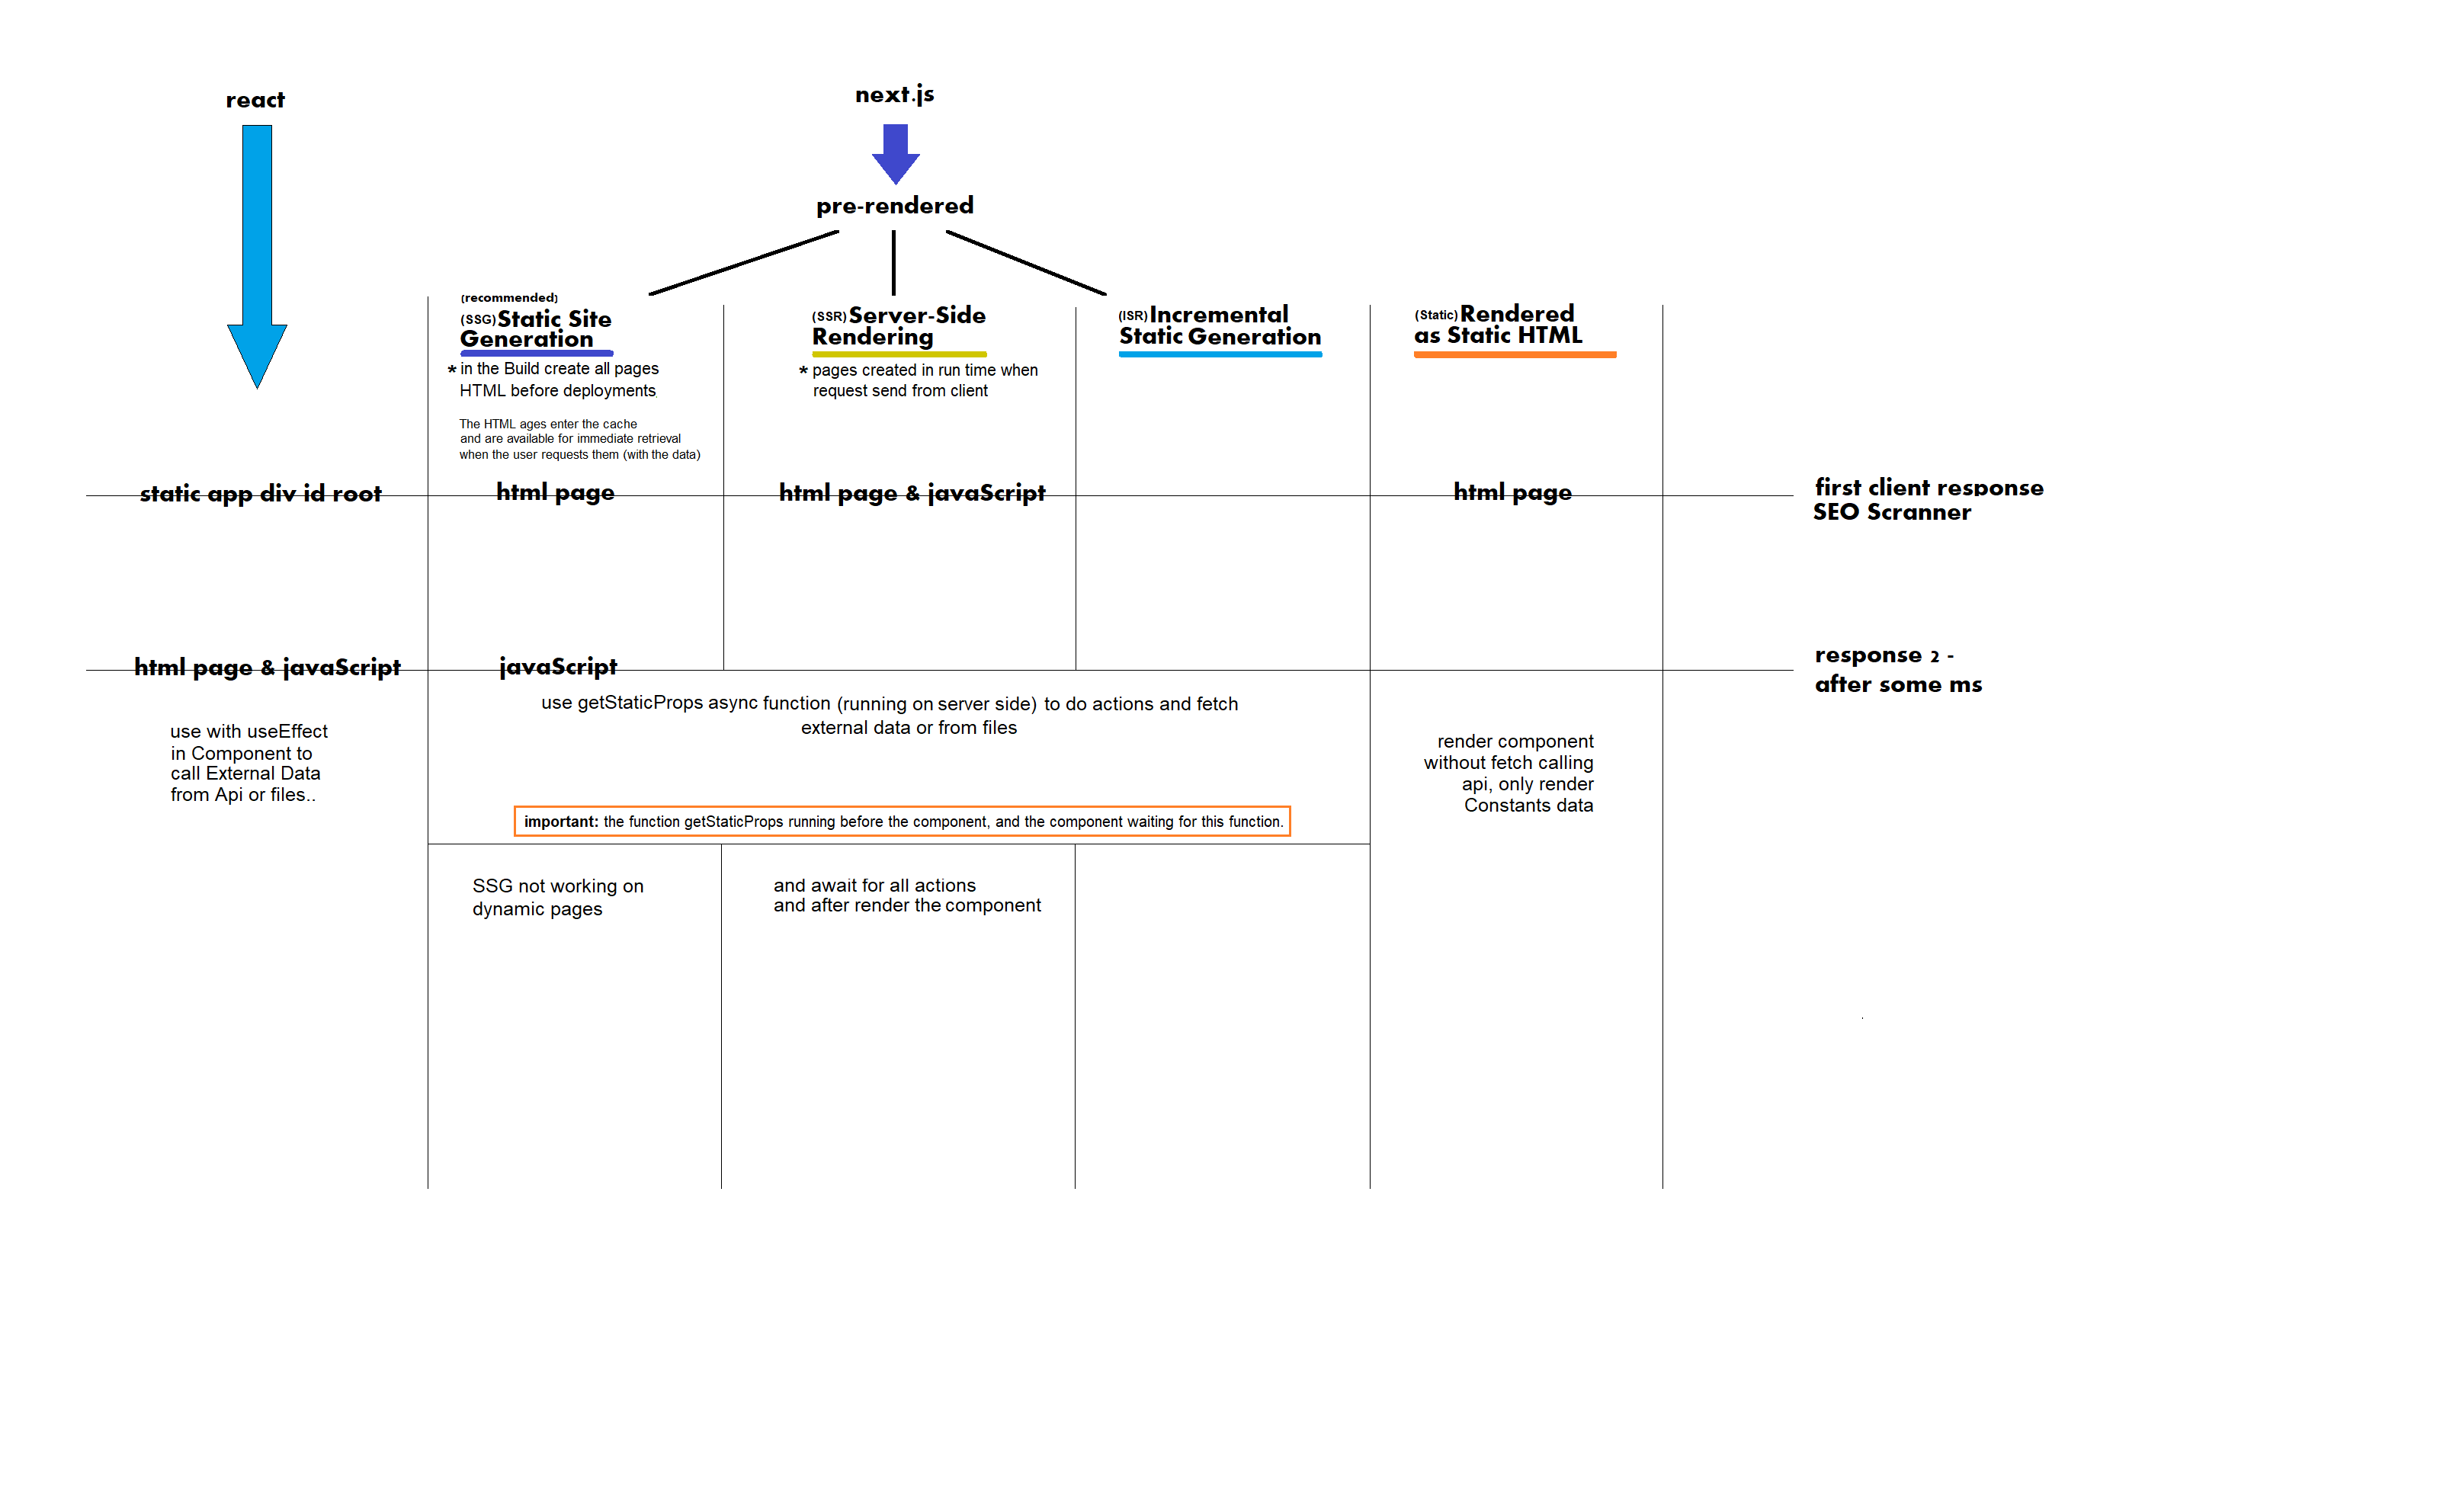 react
next.js
pre-rendered
(recommended)
(SSG)Static Site
Generation
* in the Build create all pages
HTML before deployments
The HTML ages enter the cache
and are available for immediate retrieval
when the user requests them (with the data)
(SSR)Server-Side
Rendering
* pages created in run time when
request send from client
(ISR)Incremental
Static Generation
(Static)Rendered
as Static HTML
static app div id root
html page
html page & javaScript
html page
first client response
SEO Scranner
html page & javaScript
javaScript
response 2 -
after some ms
use with useEffect
in Component to
call External Data
from Api or files..
use getStaticProps async function (running on server side) to do actions and fetch
external data or from files
important: the function getStaticProps running before the component, and the component waiting for this function.
render component
without fetch calling
api, only render
Constants data
SSG not working on
dynamic pages
and await for all actions
and after render the component